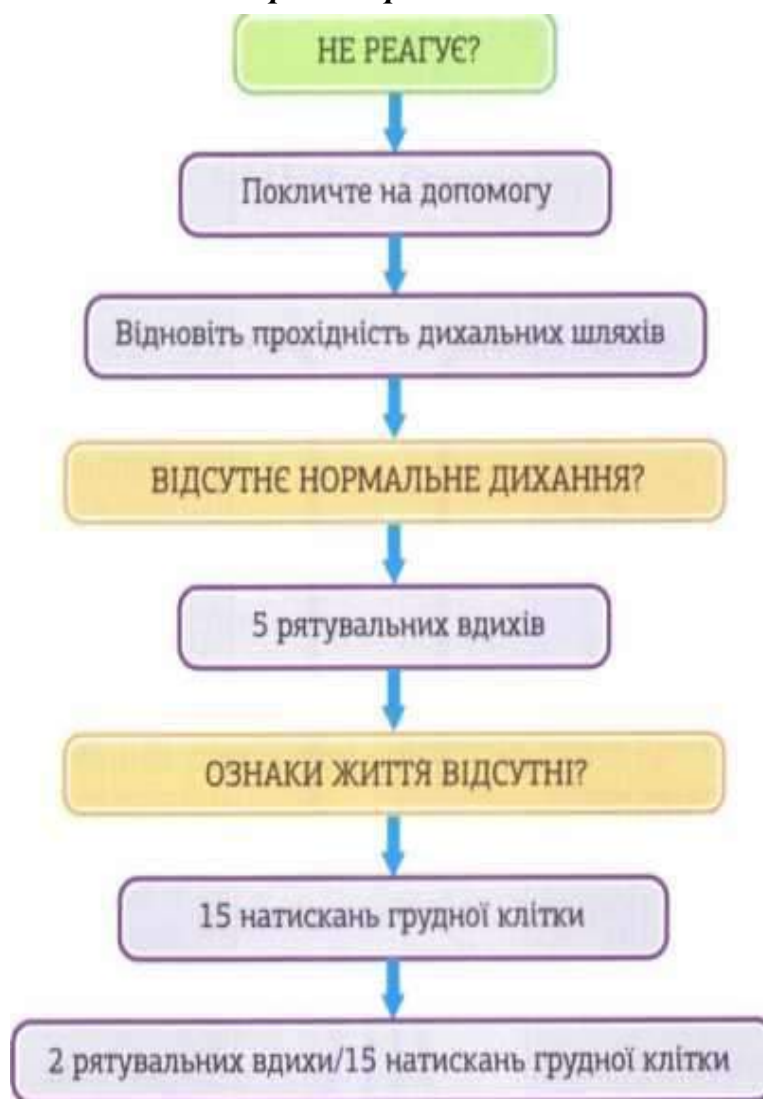 НЕ РЕАГУЄ?
Покличте на допомогу
Відновіть прохідність дихальних шляхів
ВІДСУТНЄ НОРМАЛЬНЕ ДИХАННЯ?
5 рятувальних вдихів
ОЗНАКИ ЖИТТЯ ВІДСУТНІ?
15 натискань грудної клітки
2 рятувальних вдихи/15 натискань грудної клітки